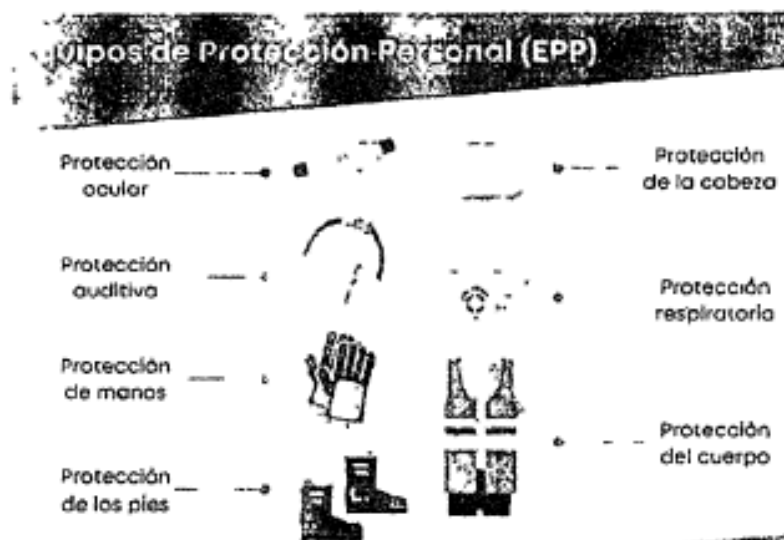 Equipos de Protección Personal (EPP)
Protección
ocular
Protección
de la cabeza
Protección
auditiva
Protección
respiratoria
Protección
de manos
Protección
del cuerpo
Protección
de los pies